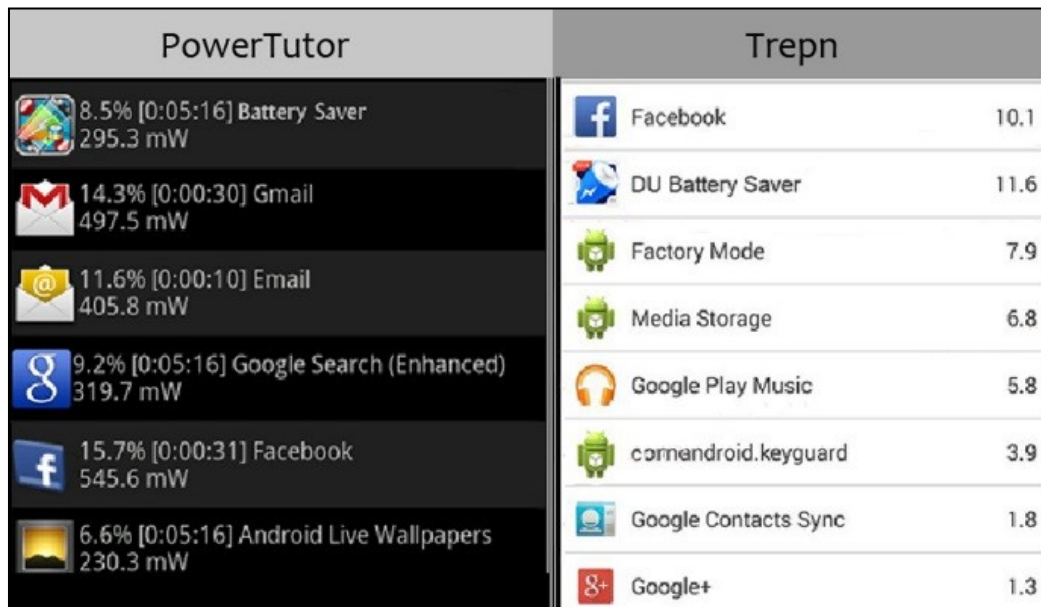 PowerTutor
8.5% [0:05:16] Battery Saver
295.3 mW
14.3% [0:00:30] Gmail
497.5 mW
11.6% [0:00:10] Email
405.8 mW
9.2% [0:05:16] Google Search (Enhanced)
319.7 mW
15.7% [0:00:31] Facebook
545.6 mW
6.6% [0:05:16] Android Live Wallpapers
230.3 mW
Trepn
Facebook 10.1
DU Battery Saver 11.6
Factory Mode 7.9
Media Storage 6.8
Google Play Music 5.8
comandroid.keyguard 3.9
Google Contacts Sync 1.8
Google+ 1.3